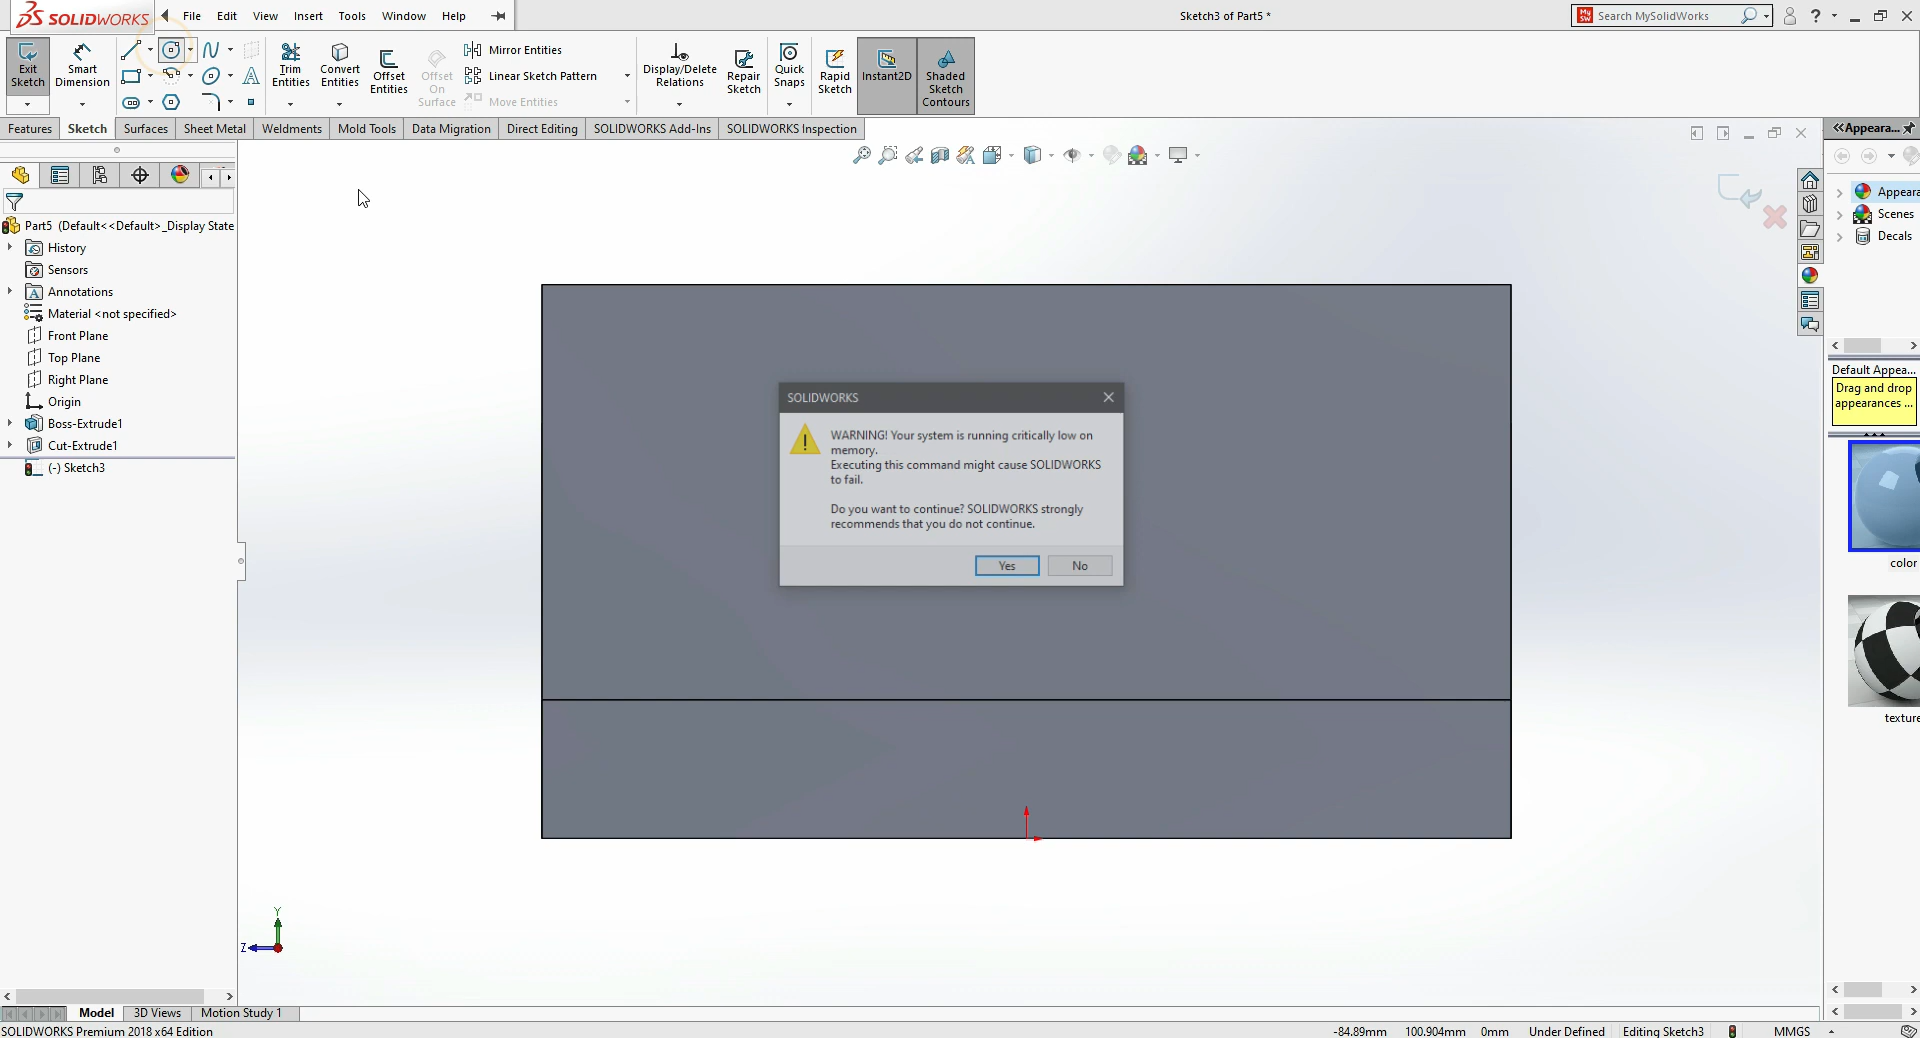 SOLIDWORKS
File
Edit
View
Insert
Tools
Window
Help
Sketch3 of Part5 *
My
SW
Search MySolidWorks
?
Exit
Sketch
Smart
Dimension
Trim
Entities
Convert
Entities
Offset
Entities
Offset
On
Surface
Mirror Entities
Linear Sketch Pattern
Move Entities
Display/Delete
Relations
Repair
Sketch
Quick
Snaps
Rapid
Sketch
Instant2D
Shaded
Sketch
Contours
Features
Sketch
Surfaces
Sheet Metal
Weldments
Mold Tools
Data Migration
Direct Editing
SOLIDWORKS Add-Ins
SOLIDWORKS Inspection
Appeara...
Part5 (Default<<Default>_Display State
History
Sensors
Annotations
Material <not specified>
Front Plane
Top Plane
Right Plane
Origin
Boss-Extrude1
Cut-Extrude1
(-) Sketch3
SOLIDWORKS
WARNING! Your system is running critically low on
memory.
Executing this command might cause SOLIDWORKS
to fail.
Do you want to continue? SOLIDWORKS strongly
recommends that you do not continue.
Yes
No
Appeara
Scenes
Decals
Default Appea...
Drag and drop
appearances ...
color
texture
Y
Z
Model
3D Views
Motion Study 1
SOLIDWORKS Premium 2018 x64 Edition
-84.89mm
100.904mm
0mm
Under Defined
Editing Sketch3
MMGS